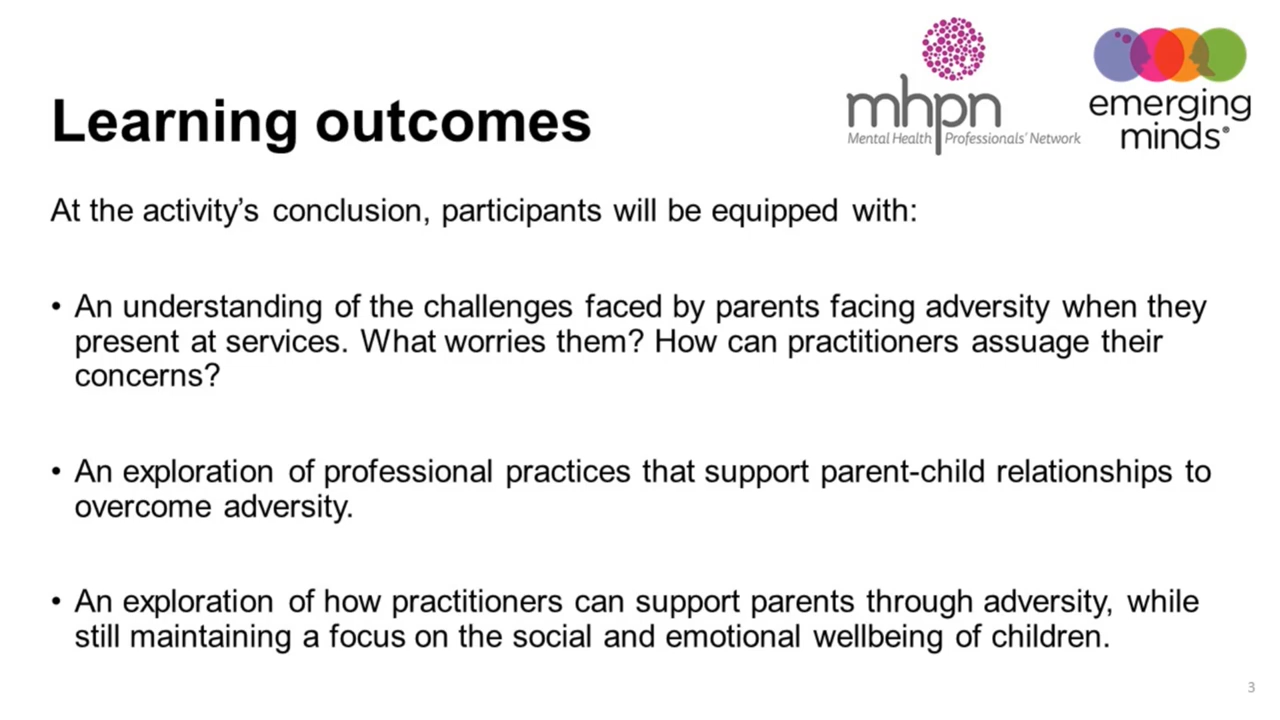 mhpn
Mental Health Professionals' Network
emerging
minds®
Learning outcomes
At the activity’s conclusion, participants will be equipped with:
• An understanding of the challenges faced by parents facing adversity when they
present at services. What worries them? How can practitioners assuage their
concerns?
• An exploration of professional practices that support parent-child relationships to
overcome adversity.
• An exploration of how practitioners can support parents through adversity, while
still maintaining a focus on the social and emotional wellbeing of children.
3